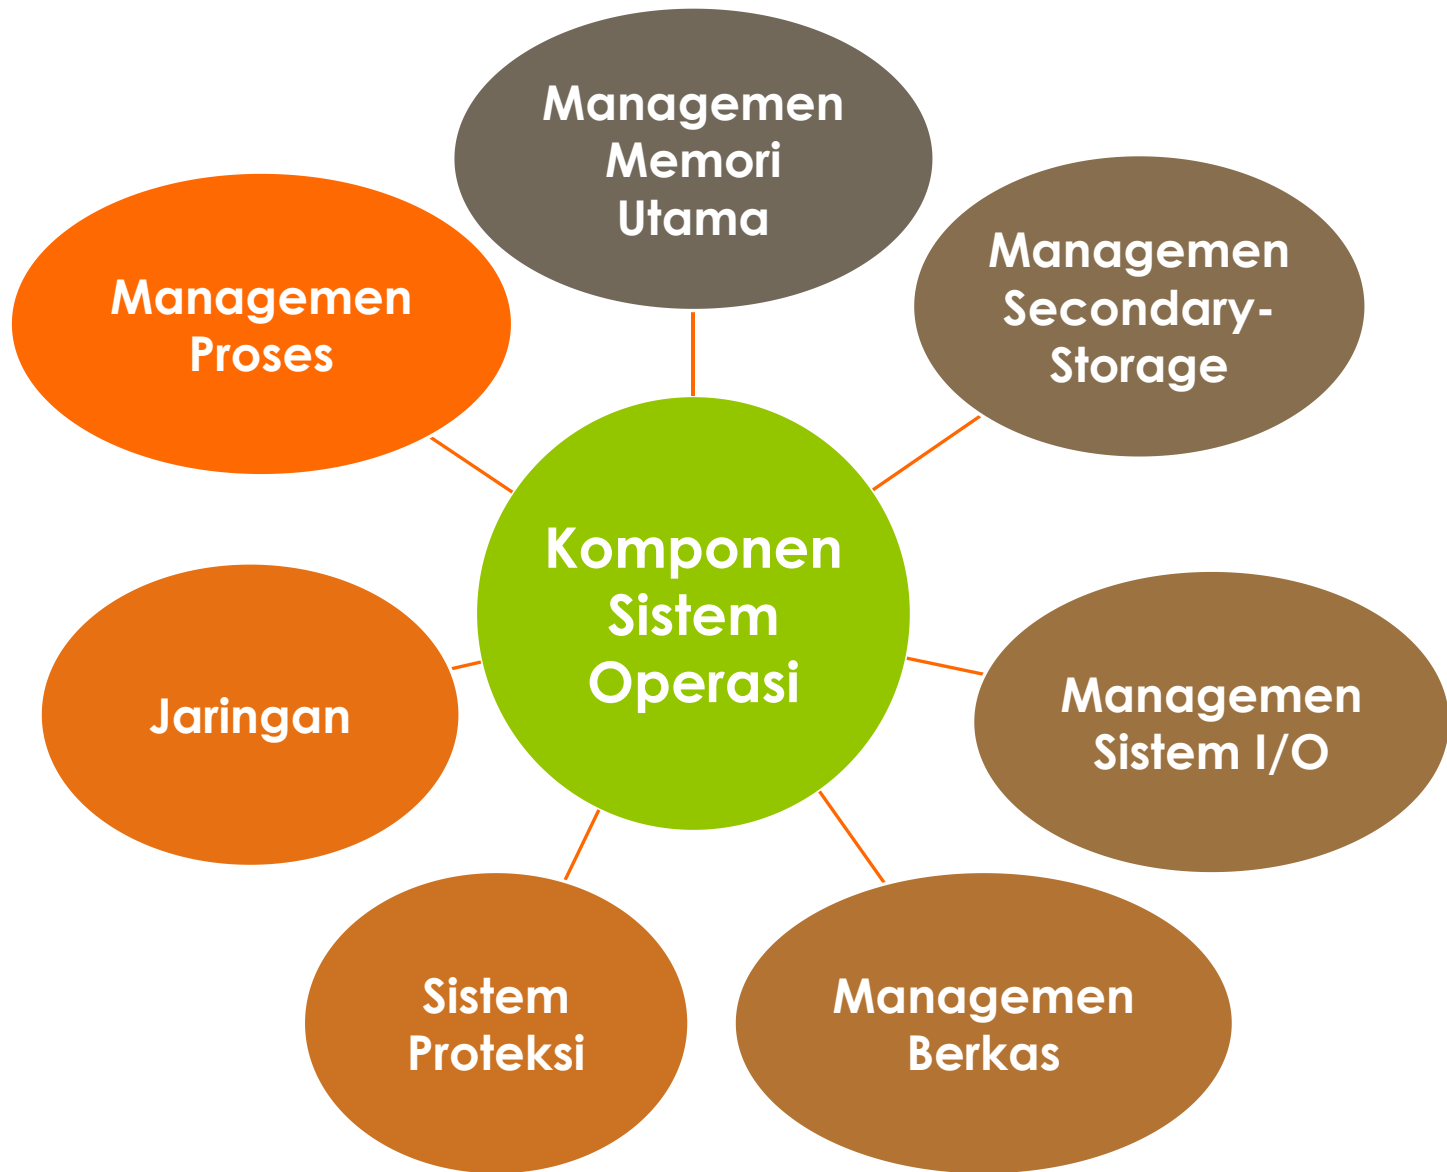 Managemen
Memori
Utama
Managemen
Secondary-
Storage
Managemen
Proses
Komponen
Sistem
Operasi
Managemen
Sistem I/O
Jaringan
Sistem
Proteksi
Managemen
Berkas